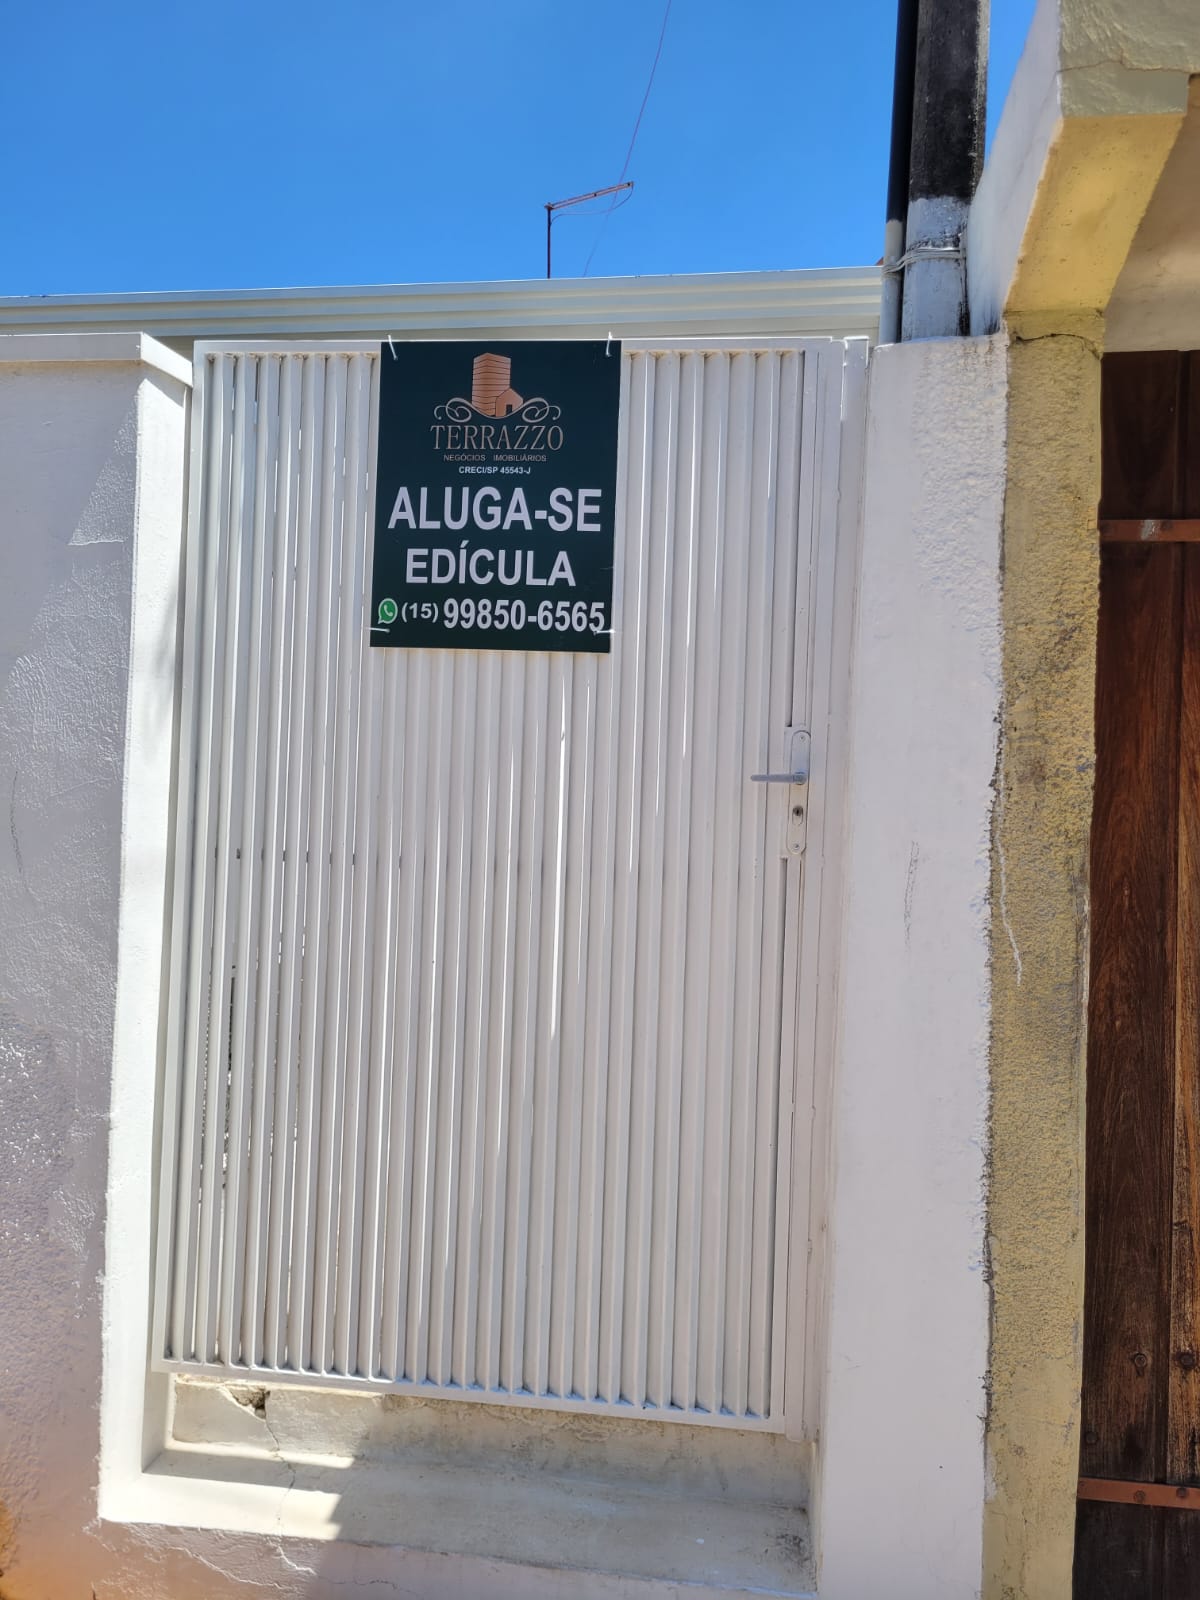 TERRAZZO
NEGÓCIOS IMOBILIÁRIOS
CRECI/SP 45543-J
ALUGA-SE
EDÍCULA
(15) 99850-6565